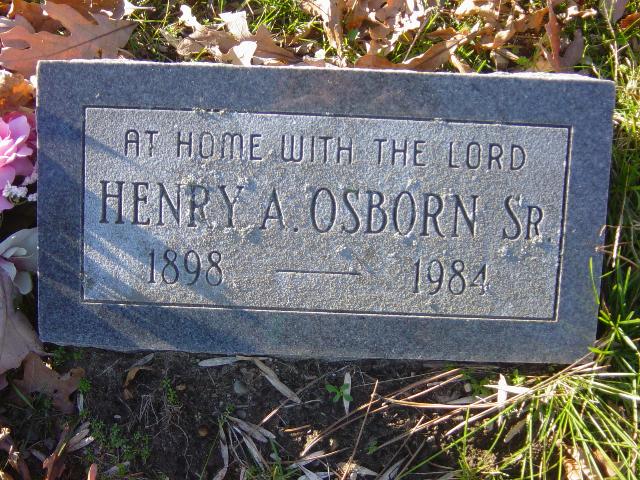 AT HOME WITH THE LORD
HENRY A. OSBORN SR.
1898 — 1984